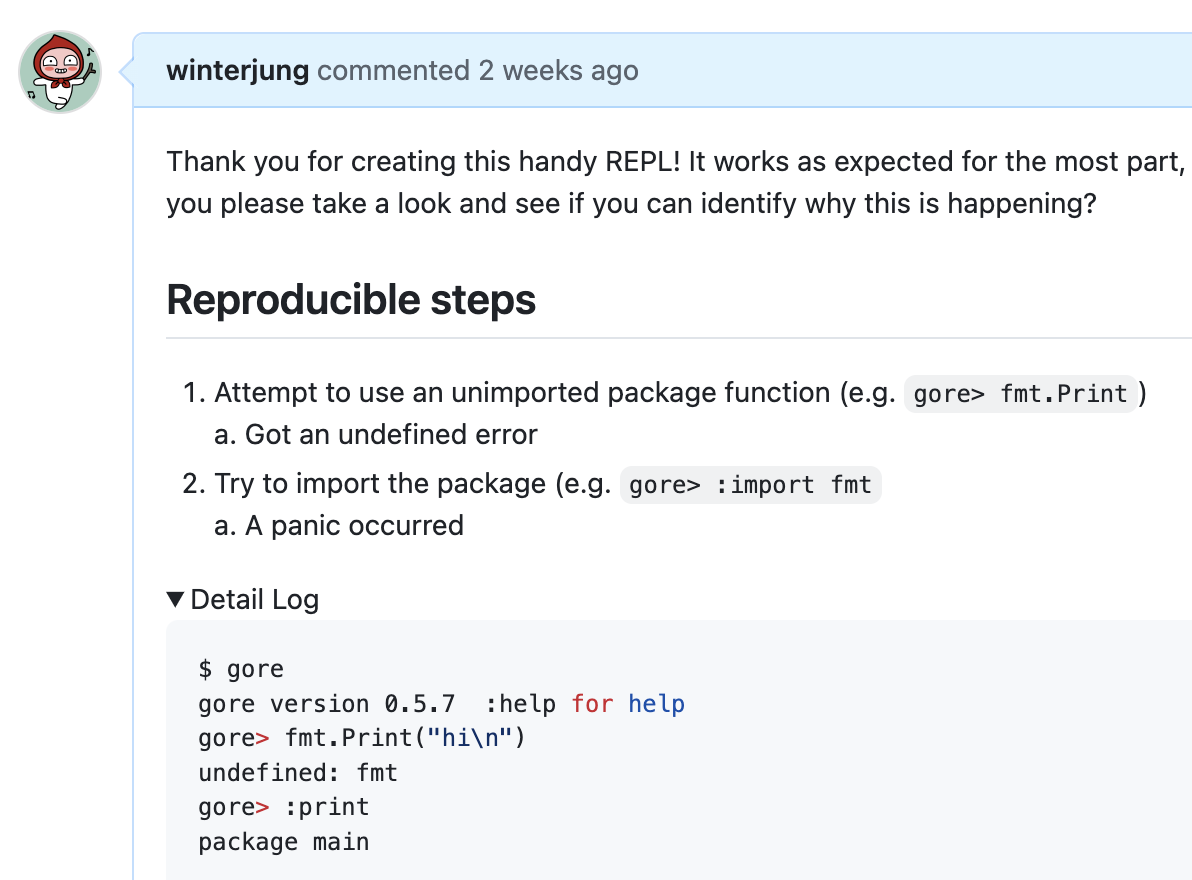 winterjung commented 2 weeks ago
Thank you for creating this handy REPL! It works as expected for the most part,
you please take a look and see if you can identify why this is happening?
Reproducible steps
1. Attempt to use an unimported package function (e.g. gore> fmt.Print)
a. Got an undefined error
2. Try to import the package (e.g. gore> :import fmt
a. A panic occurred
▼ Detail Log
$ gore
gore version 0.5.7  :help for help
gore> fmt.Print("hi\n")
undefined: fmt
gore> :print
package main